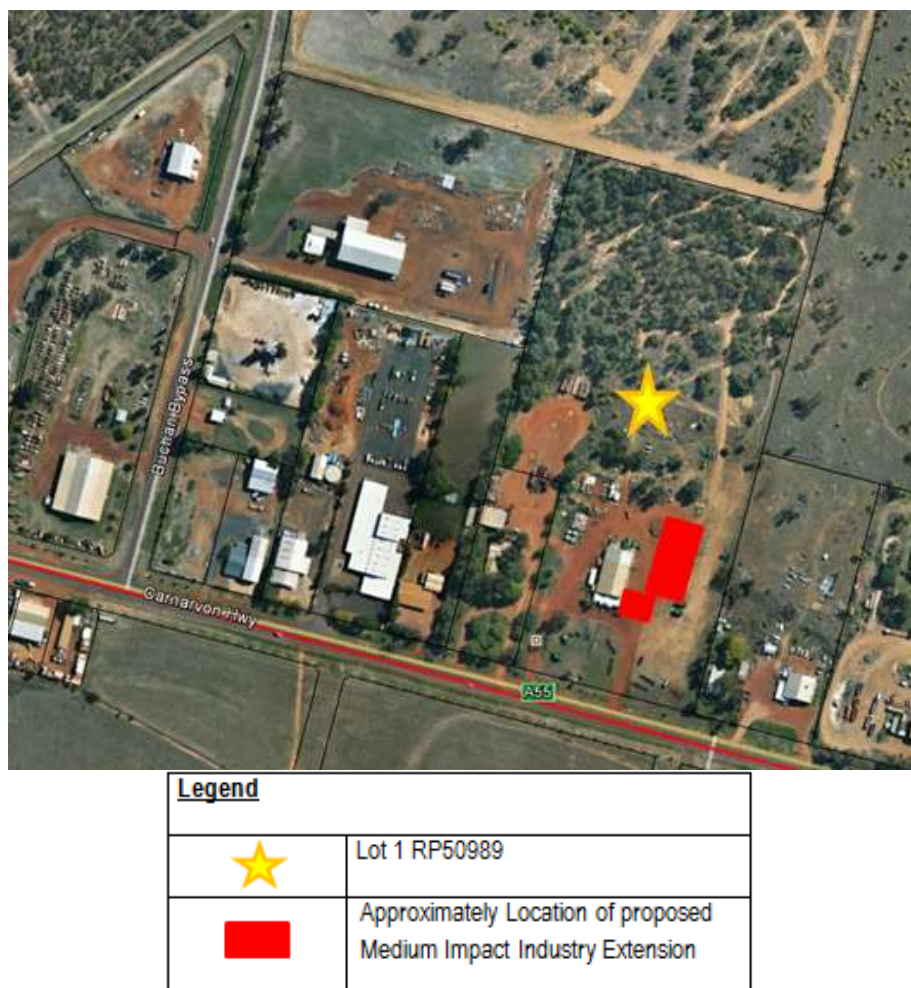 Buchan Bypass
Carnarvon Hwy
A55
Legend
Lot 1 RP50989
Approximately Location of proposed
Medium Impact Industry Extension